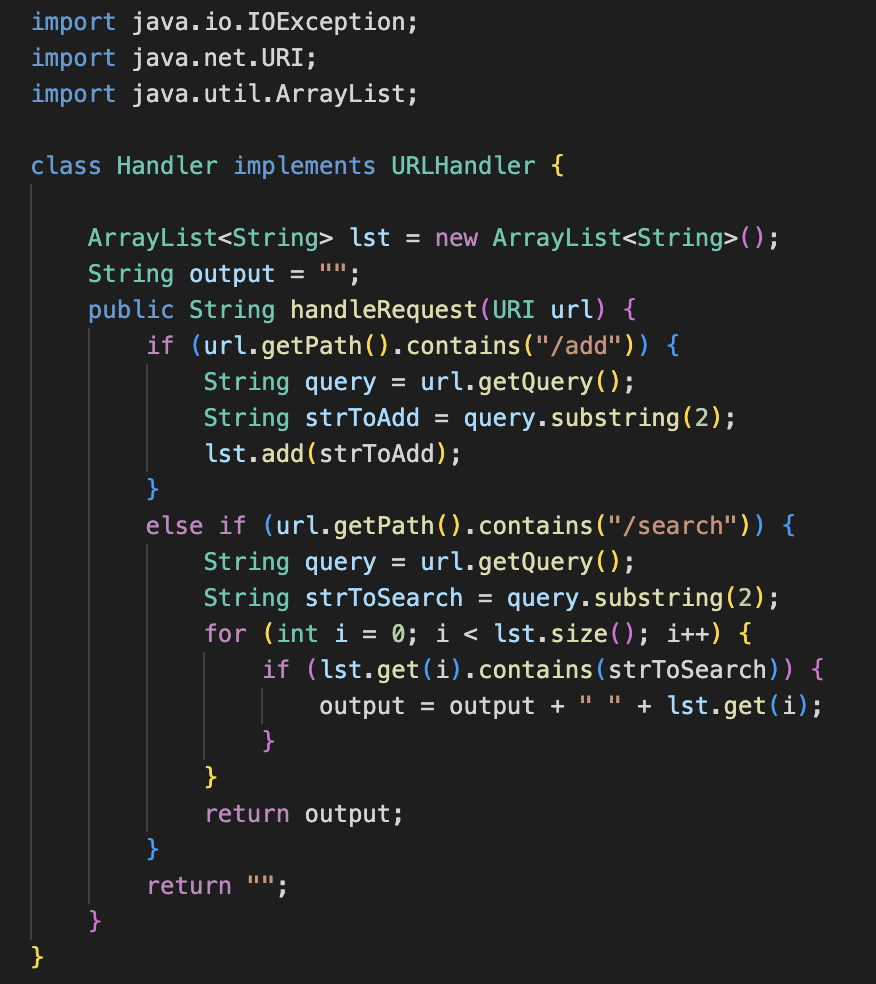 import java.io.IOException;
import java.net.URI;
import java.util.ArrayList;

class Handler implements URLHandler {

    ArrayList<String> lst = new ArrayList<String>();
    String output = "";
    public String handleRequest(URI url) {
        if (url.getPath().contains("/add")) {
            String query = url.getQuery();
            String strToAdd = query.substring(2);
            lst.add(strToAdd);
        }
        else if (url.getPath().contains("/search")) {
            String query = url.getQuery();
            String strToSearch = query.substring(2);
            for (int i = 0; i < lst.size(); i++) {
                if (lst.get(i).contains(strToSearch)) {
                    output = output + " " + lst.get(i);
                }
            }
            return output;
        }
        return "";
    }
}